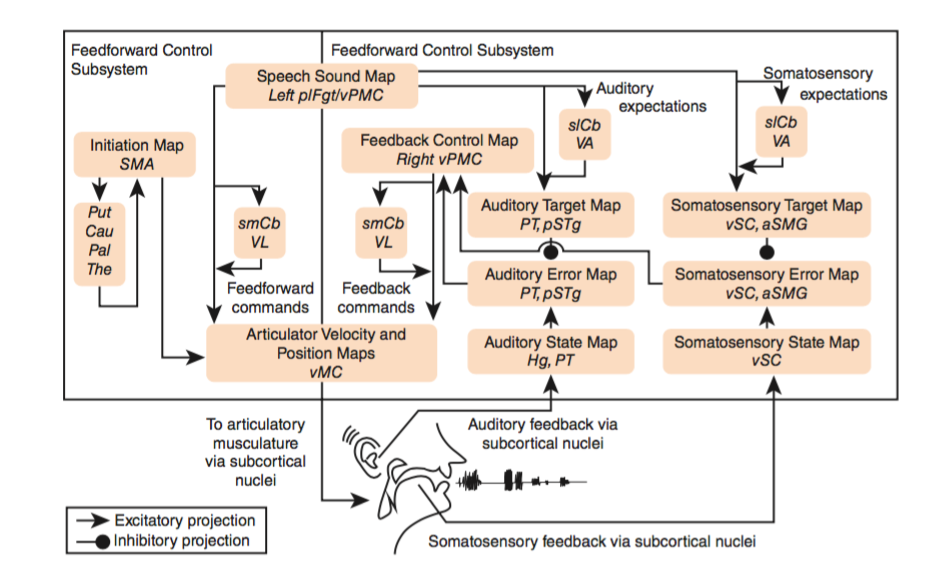 Feedforward Control
Subsystem
Feedforward Control Subsystem
Speech Sound Map
Left pIFgt/vPMC
Auditory
expectations
Somatosensory
expectations
slCb
VA
slCb
VA
Initiation Map
SMA
Feedback Control Map
Right vPMC
Put
Cau
Pal
The
smCb
VL
smCb
VL
Auditory Target Map
PT, pSTg
Somatosensory Target Map
vSC, aSMG
Feedforward
commands
Feedback
commands
Auditory Error Map
PT, pSTg
Somatosensory Error Map
vSC, aSMG
Articulator Velocity and
Position Maps
vMC
Auditory State Map
Hg, PT
Somatosensory State Map
vSC
To articulatory
musculature
via subcortical
nuclei
Auditory feedback via
subcortical nuclei
Excitatory projection
Inhibitory projection
Somatosensory feedback via subcortical nuclei